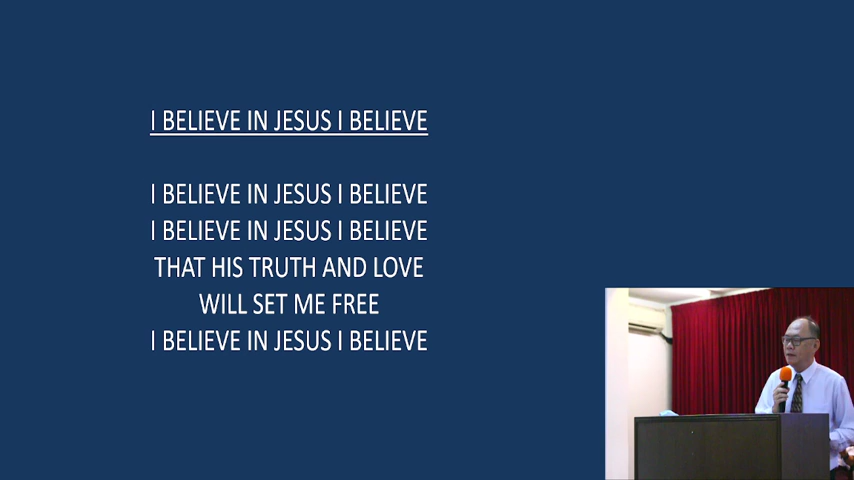 I BELIEVE IN JESUS I BELIEVE
I BELIEVE IN JESUS I BELIEVE
I BELIEVE IN JESUS I BELIEVE
THAT HIS TRUTH AND LOVE
WILL SET ME FREE
I BELIEVE IN JESUS I BELIEVE